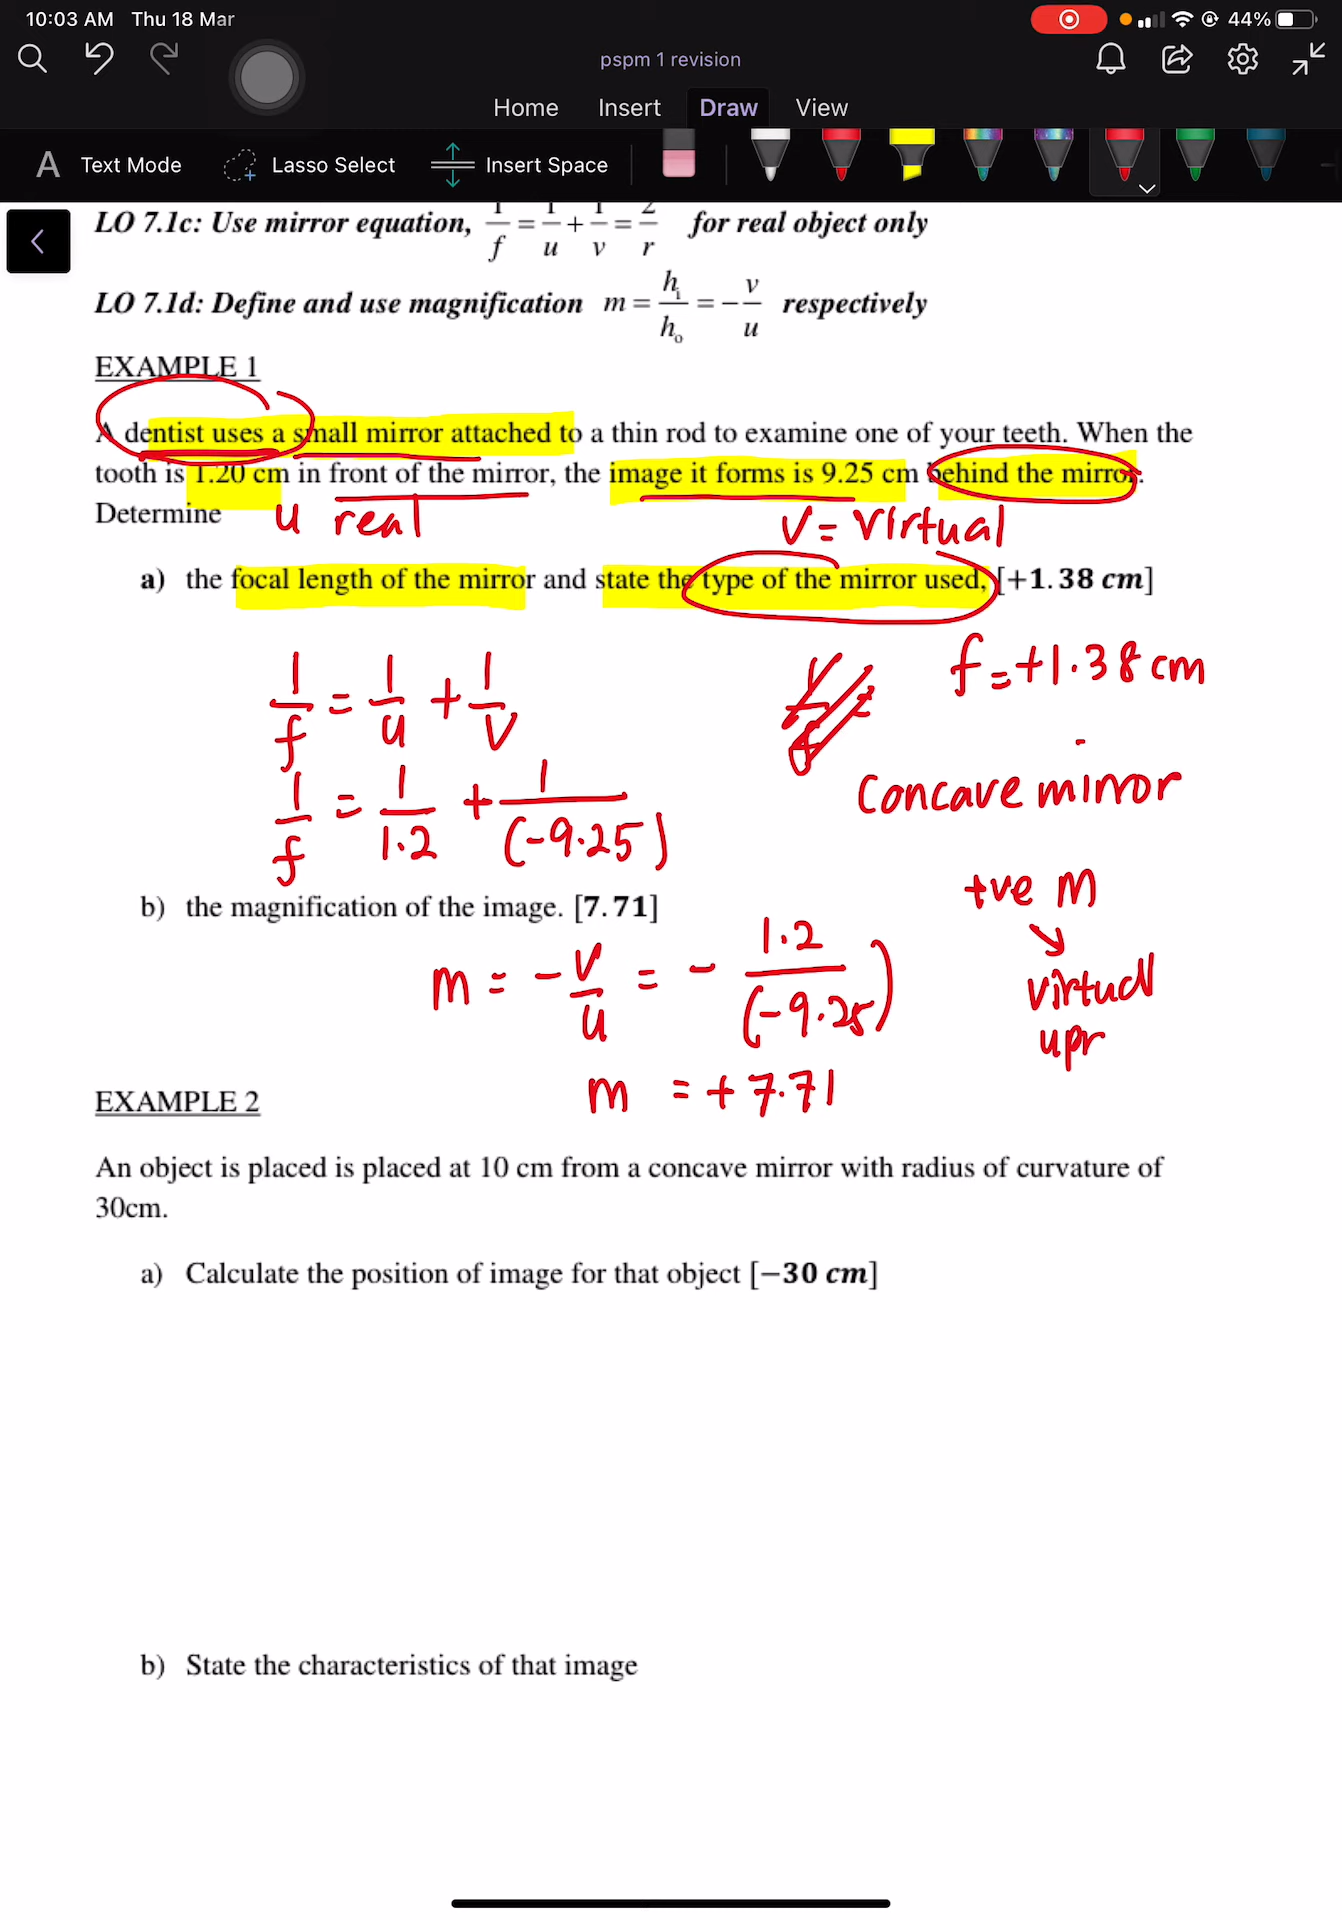 10:03 AM Thu 18 Mar
44%
pspm 1 revision
Home Insert Draw View
A Text Mode Lasso Select Insert Space
LO 7.1c: Use mirror equation, 1/f = 1/u + 1/v = 2/r for real object only
LO 7.1d: Define and use magnification m = hᵢ/hₒ = −v/u respectively
EXAMPLE 1
A dentist uses a small mirror attached to a thin rod to examine one of your teeth. When the
tooth is 1.20 cm in front of the mirror, the image it forms is 9.25 cm behind the mirror.
Determine
u real
v = virtual
a) the focal length of the mirror and state the type of the mirror used, [+1.38 cm]
1/f = 1/u + 1/v
f = +1.38 cm
1/f = 1/1.2 + 1/(-9.25)
concave mirror
b) the magnification of the image. [7.71]
+ve m
m = -v/u = - 1.2/(-9.25)
virtual
upr
m = +7.71
EXAMPLE 2
An object is placed is placed at 10 cm from a concave mirror with radius of curvature of
30cm.
a) Calculate the position of image for that object [−30 cm]
b) State the characteristics of that image